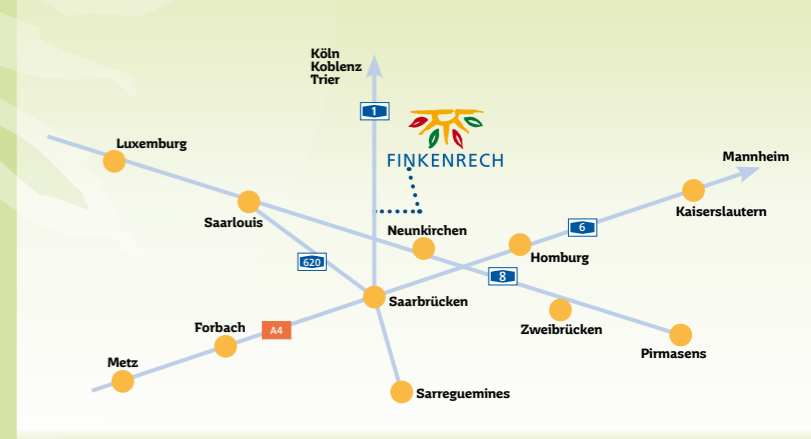 Köln
Koblenz
Trier
1
FINKENRECH
Luxemburg
Mannheim
Kaiserslautern
Saarlouis
Neunkirchen
6
Homburg
620
8
Saarbrücken
Forbach
A4
Zweibrücken
Pirmasens
Metz
Sarreguemines